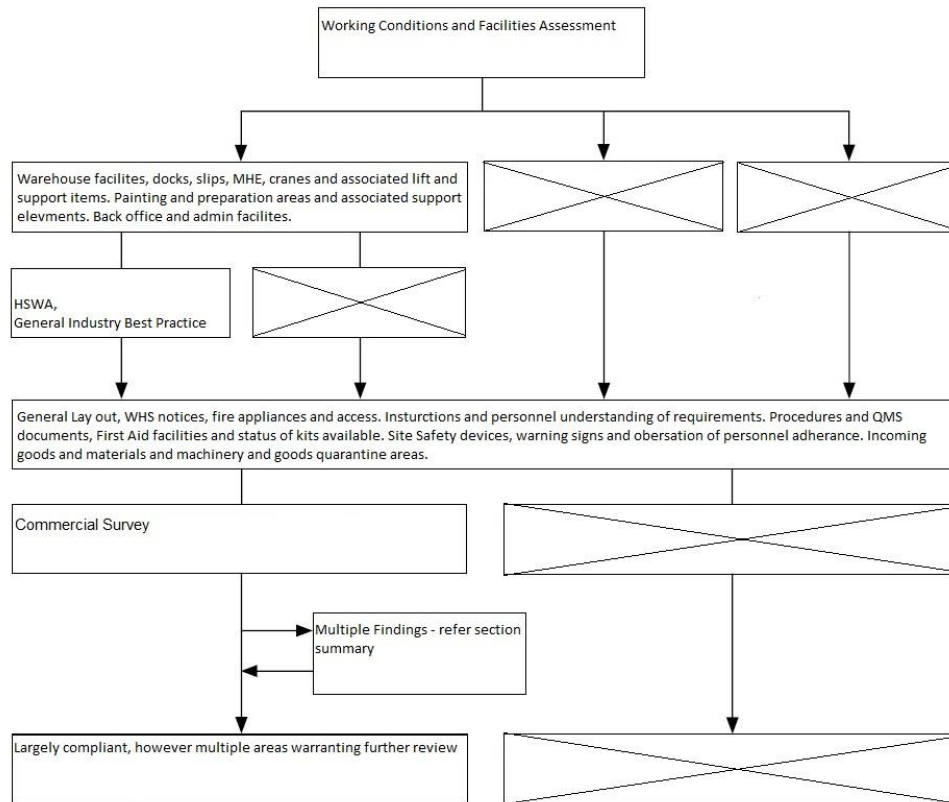 Working Conditions and Facilities Assessment
Warehouse facilites, docks, slips, MHE, cranes and associated lift and
support items. Painting and preparation areas and associated support
elevments. Back office and admin facilites.
HSWA,
General Industry Best Practice
General Lay out, WHS notices, fire appliances and access. Insturctions and personnel understanding of requirements. Procedures and QMS
documents, First Aid facilities and status of kits available. Site Safety devices, warning signs and obersation of personnel adherance. Incoming
goods and materials and machinery and goods quarantine areas.
Commercial Survey
Multiple Findings - refer section
summary
Largely compliant, however multiple areas warranting further review